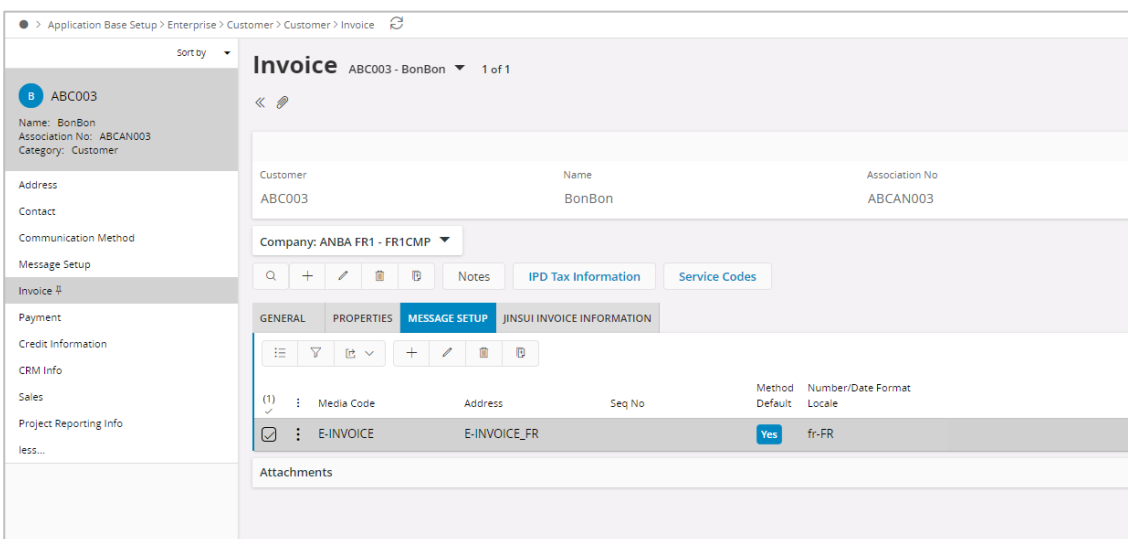 Application Base Setup > Enterprise > Customer > Customer > Invoice
Sort by
B ABC003
Name: BonBon
Association No: ABCAN003
Category: Customer
Address
Contact
Communication Method
Message Setup
Invoice
Payment
Credit Information
CRM Info
Sales
Project Reporting Info
less...
Invoice ABC003 - BonBon 1 of 1
Customer Name Association No
ABC003 BonBon ABCAN003
Company: ANBA FR1 - FR1CMP
Notes IPD Tax Information Service Codes
GENERAL PROPERTIES MESSAGE SETUP JINSUI INVOICE INFORMATION
(1) Media Code Address Seq No Method Default Number/Date Format Locale
E-INVOICE E-INVOICE_FR Yes fr-FR
Attachments